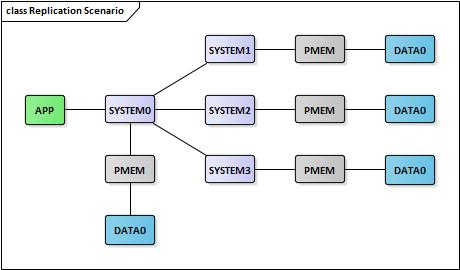 class Replication Scenario
SYSTEM1 PMEM DATA0
APP SYSTEM0 SYSTEM2 PMEM DATA0
PMEM SYSTEM3 PMEM DATA0
DATA0